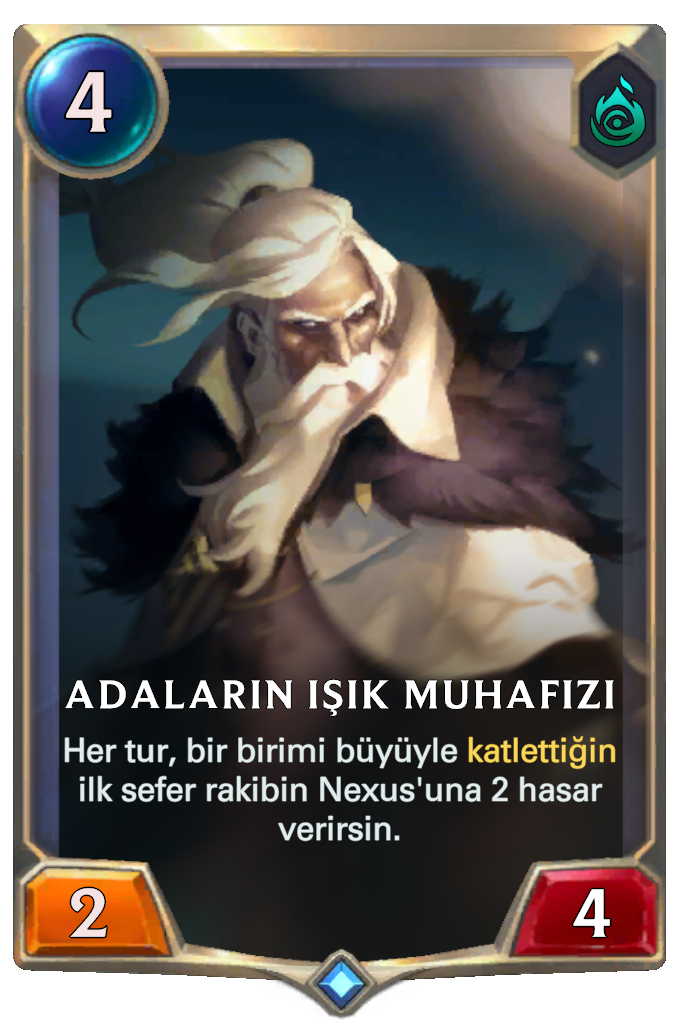 4
ADALARIN IŞIK MUHAFIZI
Her tur, bir birimi büyüyle katlettiğin
ilk sefer rakibin Nexus'una 2 hasar
verirsin.
2
4